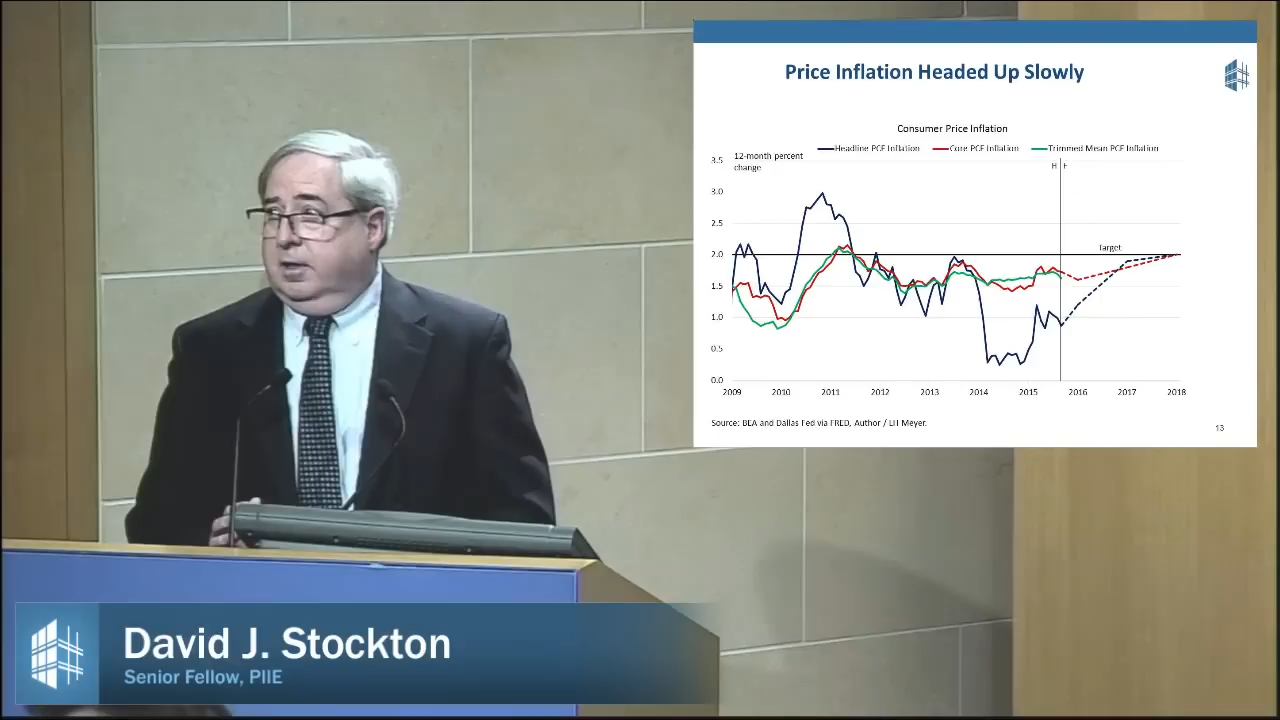 Price Inflation Headed Up Slowly
Consumer Price Inflation
12-month percent
change
Headline PCE Inflation
Core PCE Inflation
Trimmed Mean PCE Inflation
3.5
H
F
3.0
2.5
Target
2.0
1.5
1.0
0.5
0.0
2009
2010
2011
2012
2013
2014
2015
2016
2017
2018
Source: BEA and Dallas Fed via FRED, Author / LH Meyer.
13
David J. Stockton
Senior Fellow, PIIE